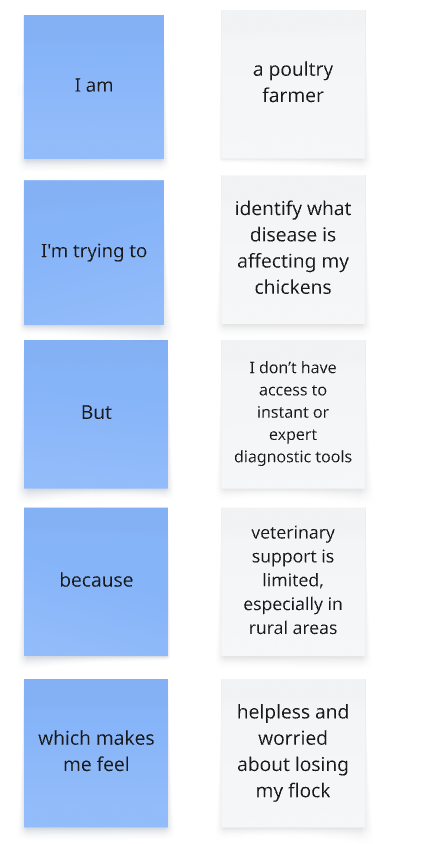 I am
a poultry
farmer
I'm trying to
identify what
disease is
affecting my
chickens
But
I don’t have
access to
instant or
expert
diagnostic tools
because
veterinary
support is
limited,
especially in
rural areas
which makes
me feel
helpless and
worried
about losing
my flock